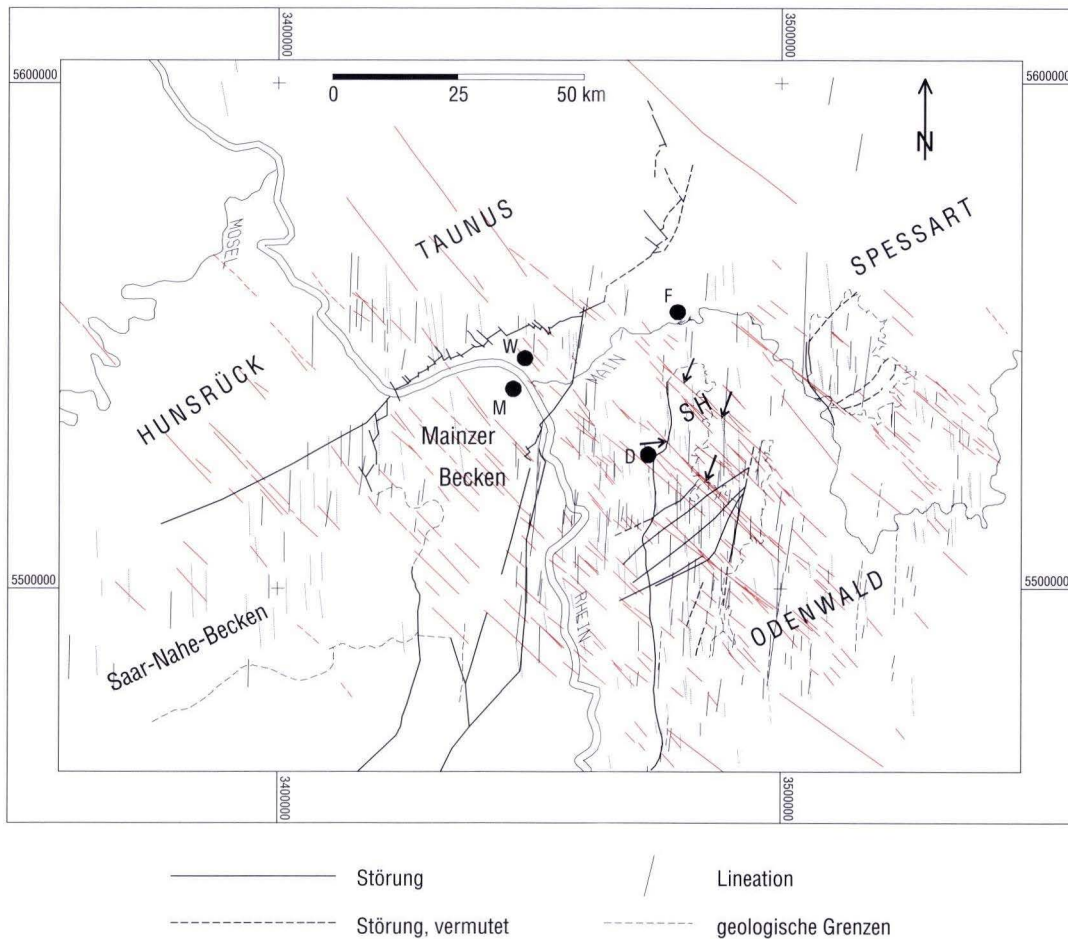 3400000
3500000
5600000
5600000
0 25 50 km
N
TAUNUS
SPESSART
MOSEL
F
W
MAIN
HUNSRÜCK
M
SH
Mainzer
Becken
D
5500000
5500000
RHEIN
ODENWALD
Saar-Nahe-Becken
3400000
3500000
Störung
Lineation
Störung, vermutet
geologische Grenzen